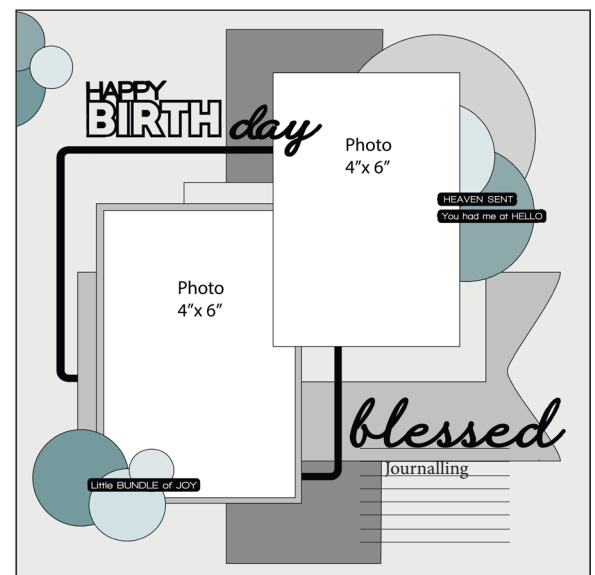 HAPPY
BIRTH day
Photo
4”x 6”
HEAVEN SENT
You had me at HELLO
Photo
4”x 6”
blessed
Journalling
Little BUNDLE of JOY